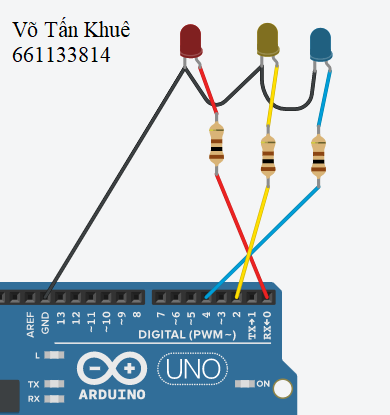 Võ Tấn Khuê
661133814
AREF
GND
13
12
~11
~10
~9
8
7
~6
~5
4
~3
2
TX→1
RX←0
DIGITAL (PWM~)
L
TX
RX
ARDUINO
UNO
ON